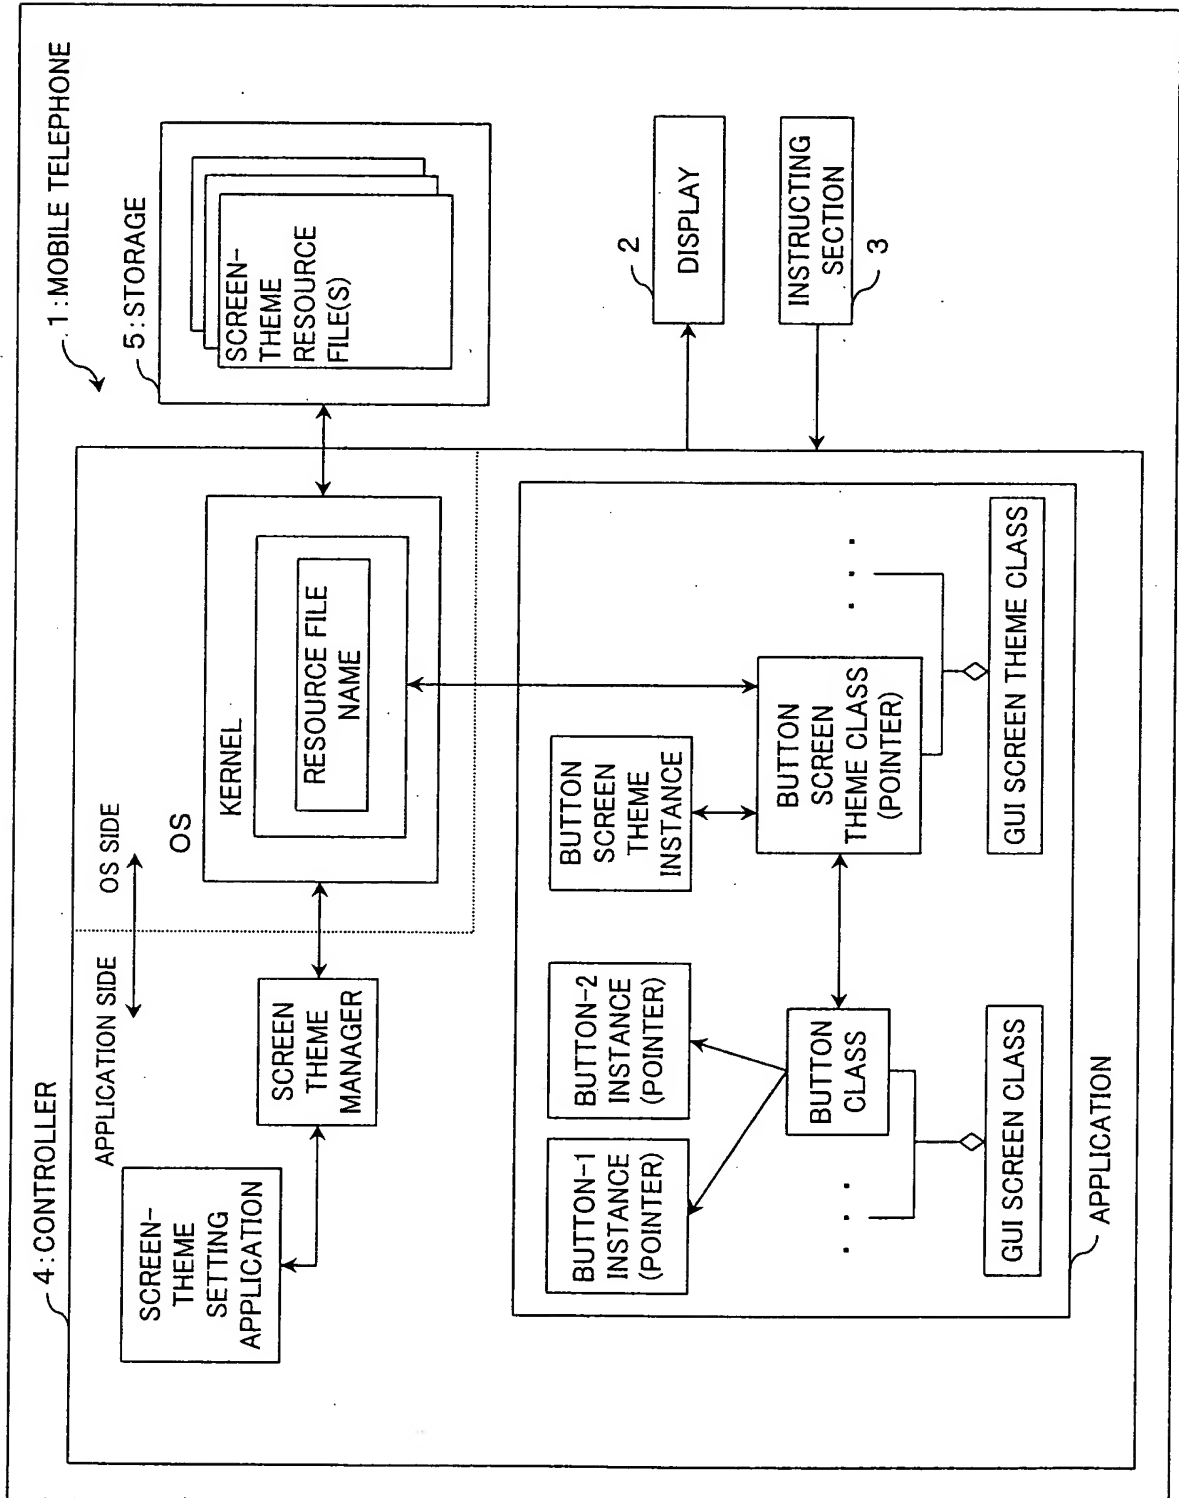 1:MOBILE TELEPHONE
4:CONTROLLER
APPLICATION SIDE
OS SIDE
5:STORAGE
SCREEN-
THEME
SETTING
APPLICATION
SCREEN
THEME
MANAGER
OS
KERNEL
RESOURCE FILE
NAME
SCREEN-
THEME
RESOURCE
FILE(S)
BUTTON-1
INSTANCE
(POINTER)
BUTTON-2
INSTANCE
(POINTER)
BUTTON
SCREEN
THEME
INSTANCE
2
DISPLAY
BUTTON
CLASS
BUTTON
SCREEN
THEME CLASS
(POINTER)
INSTRUCTING
SECTION
3
. . .
. . .
GUI SCREEN CLASS
GUI SCREEN THEME CLASS
APPLICATION